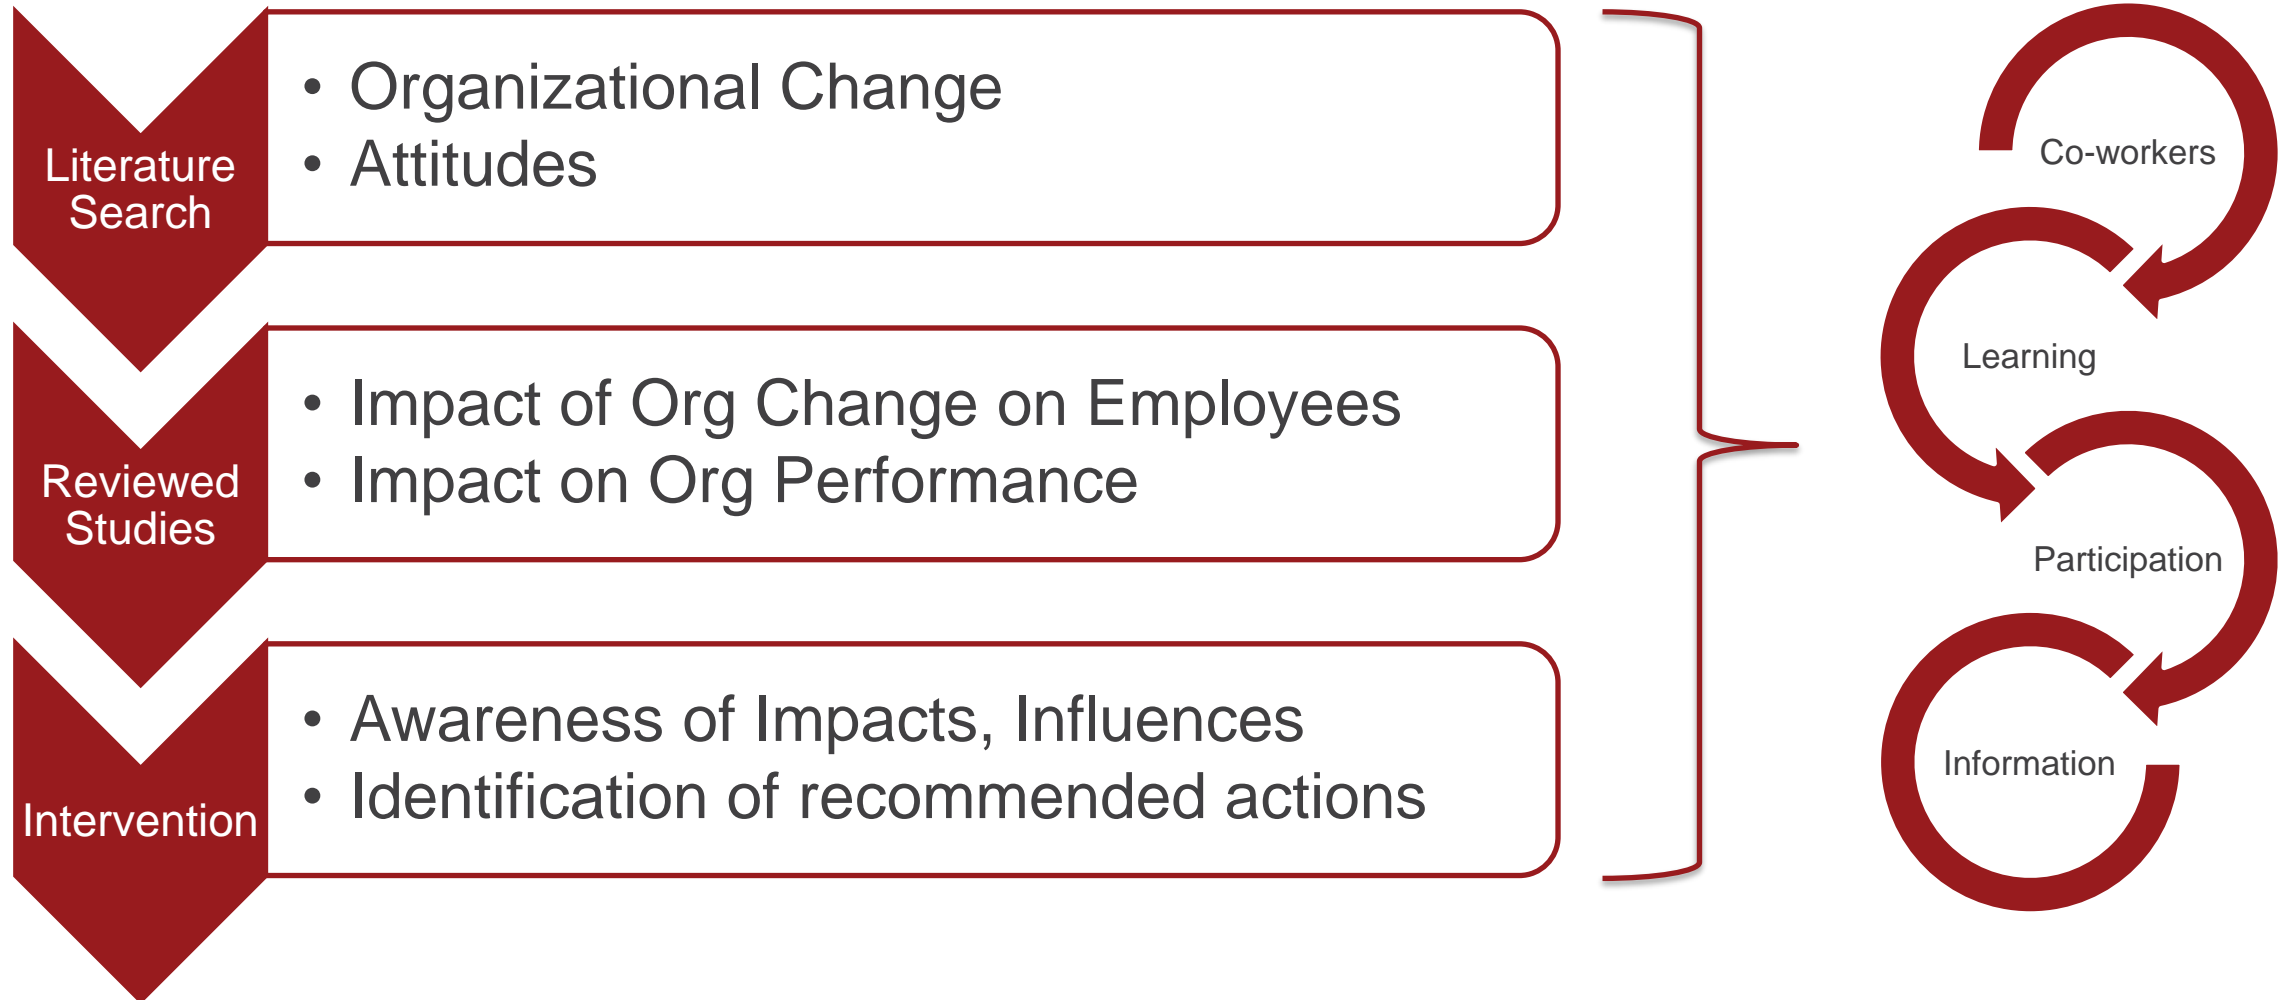 Literature
Search
• Organizational Change
• Attitudes
Reviewed
Studies
• Impact of Org Change on Employees
• Impact on Org Performance
Intervention
• Awareness of Impacts, Influences
• Identification of recommended actions
Co-workers
Learning
Participation
Information